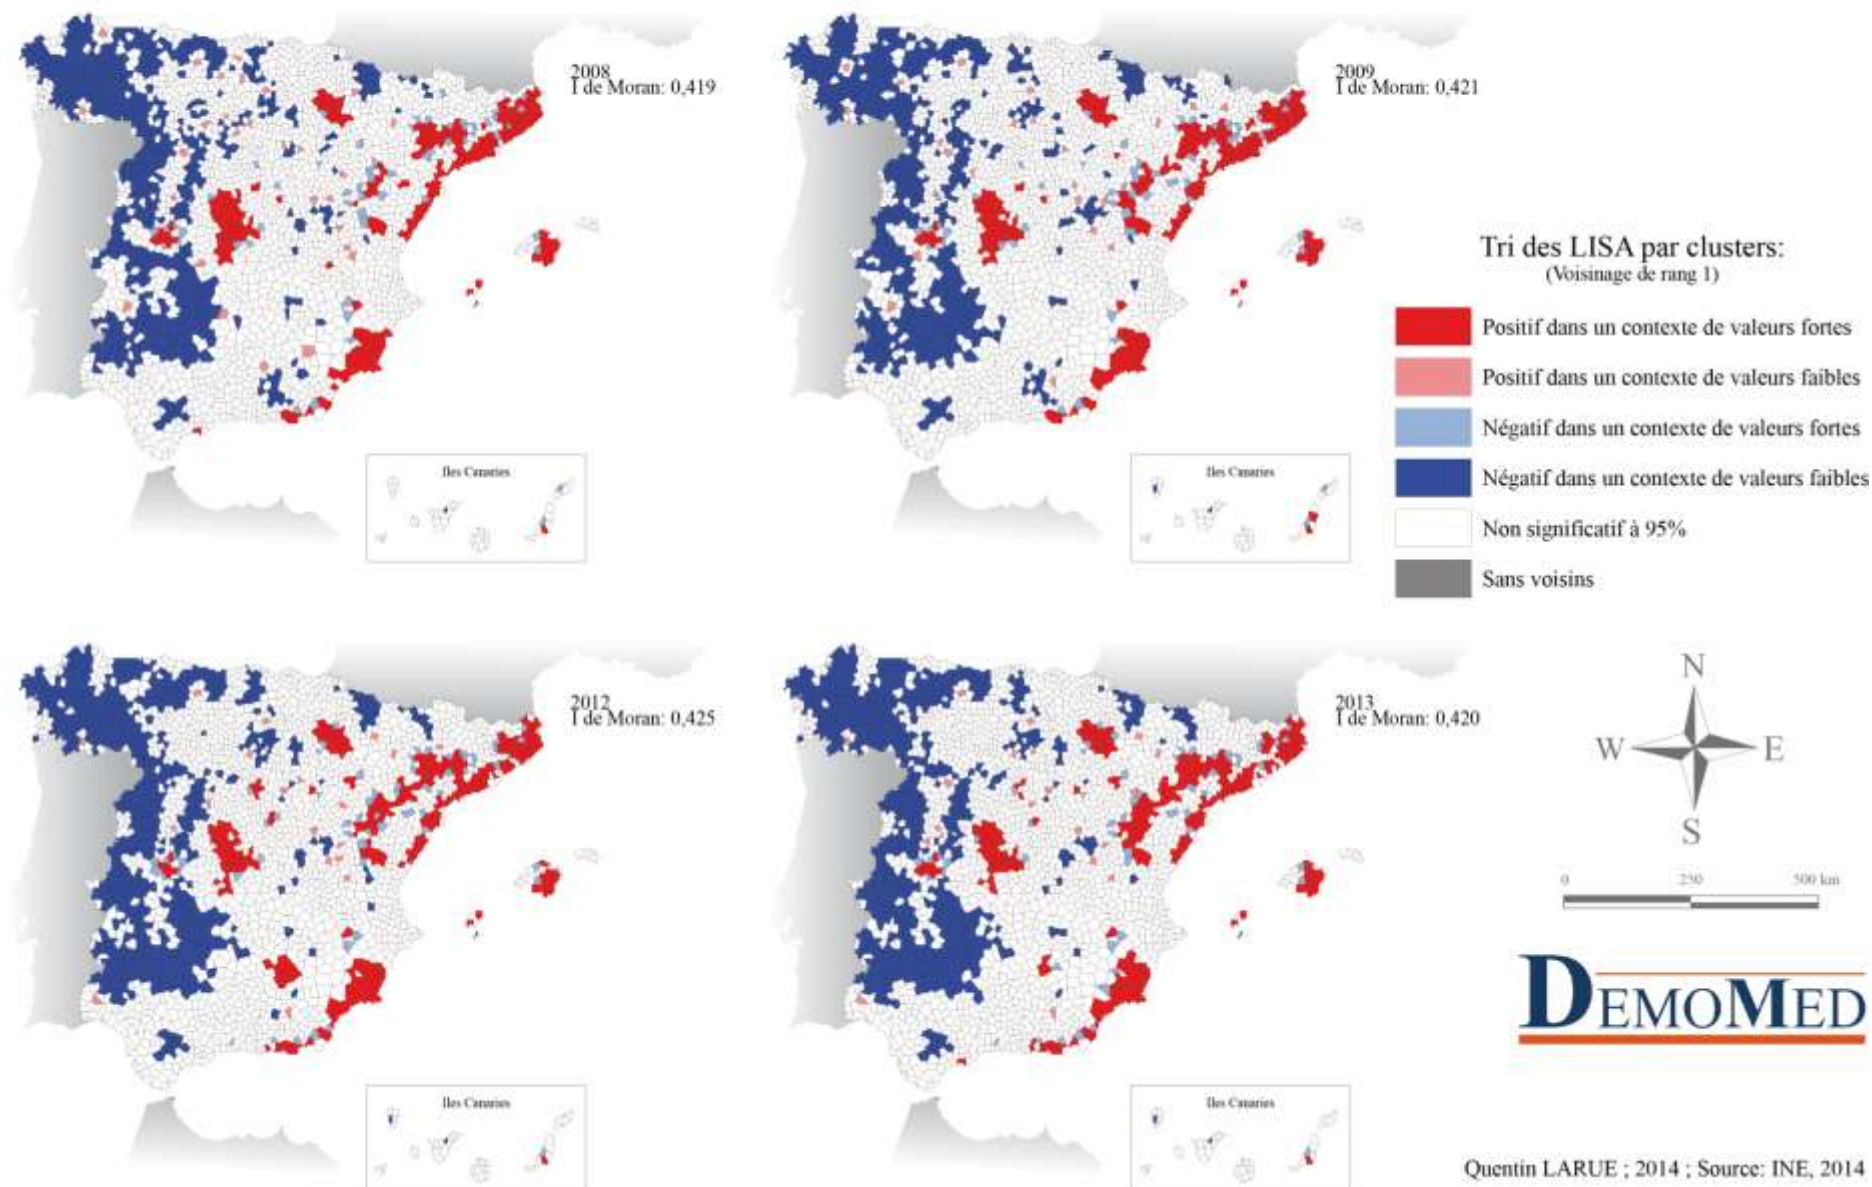 2008
I de Moran: 0,419
Iles Canaries
2009
I de Moran: 0,421
Iles Canaries
Tri des LISA par clusters:
(Voisinage de rang 1)
Positif dans un contexte de valeurs fortes
Positif dans un contexte de valeurs faibles
Négatif dans un contexte de valeurs fortes
Négatif dans un contexte de valeurs faibles
Non significatif à 95%
Sans voisins
2012
I de Moran: 0,425
Iles Canaries
2013
I de Moran: 0,420
Iles Canaries
N
W E
S
0 250 500 km
DEMOMED
Quentin LARUE ; 2014 ; Source: INE, 2014